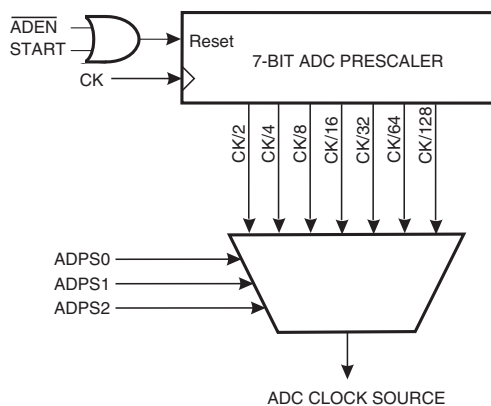 ADEN
START
Reset
7-BIT ADC PRESCALER
CK
CK/2
CK/4
CK/8
CK/16
CK/32
CK/64
CK/128
ADPS0
ADPS1
ADPS2
ADC CLOCK SOURCE